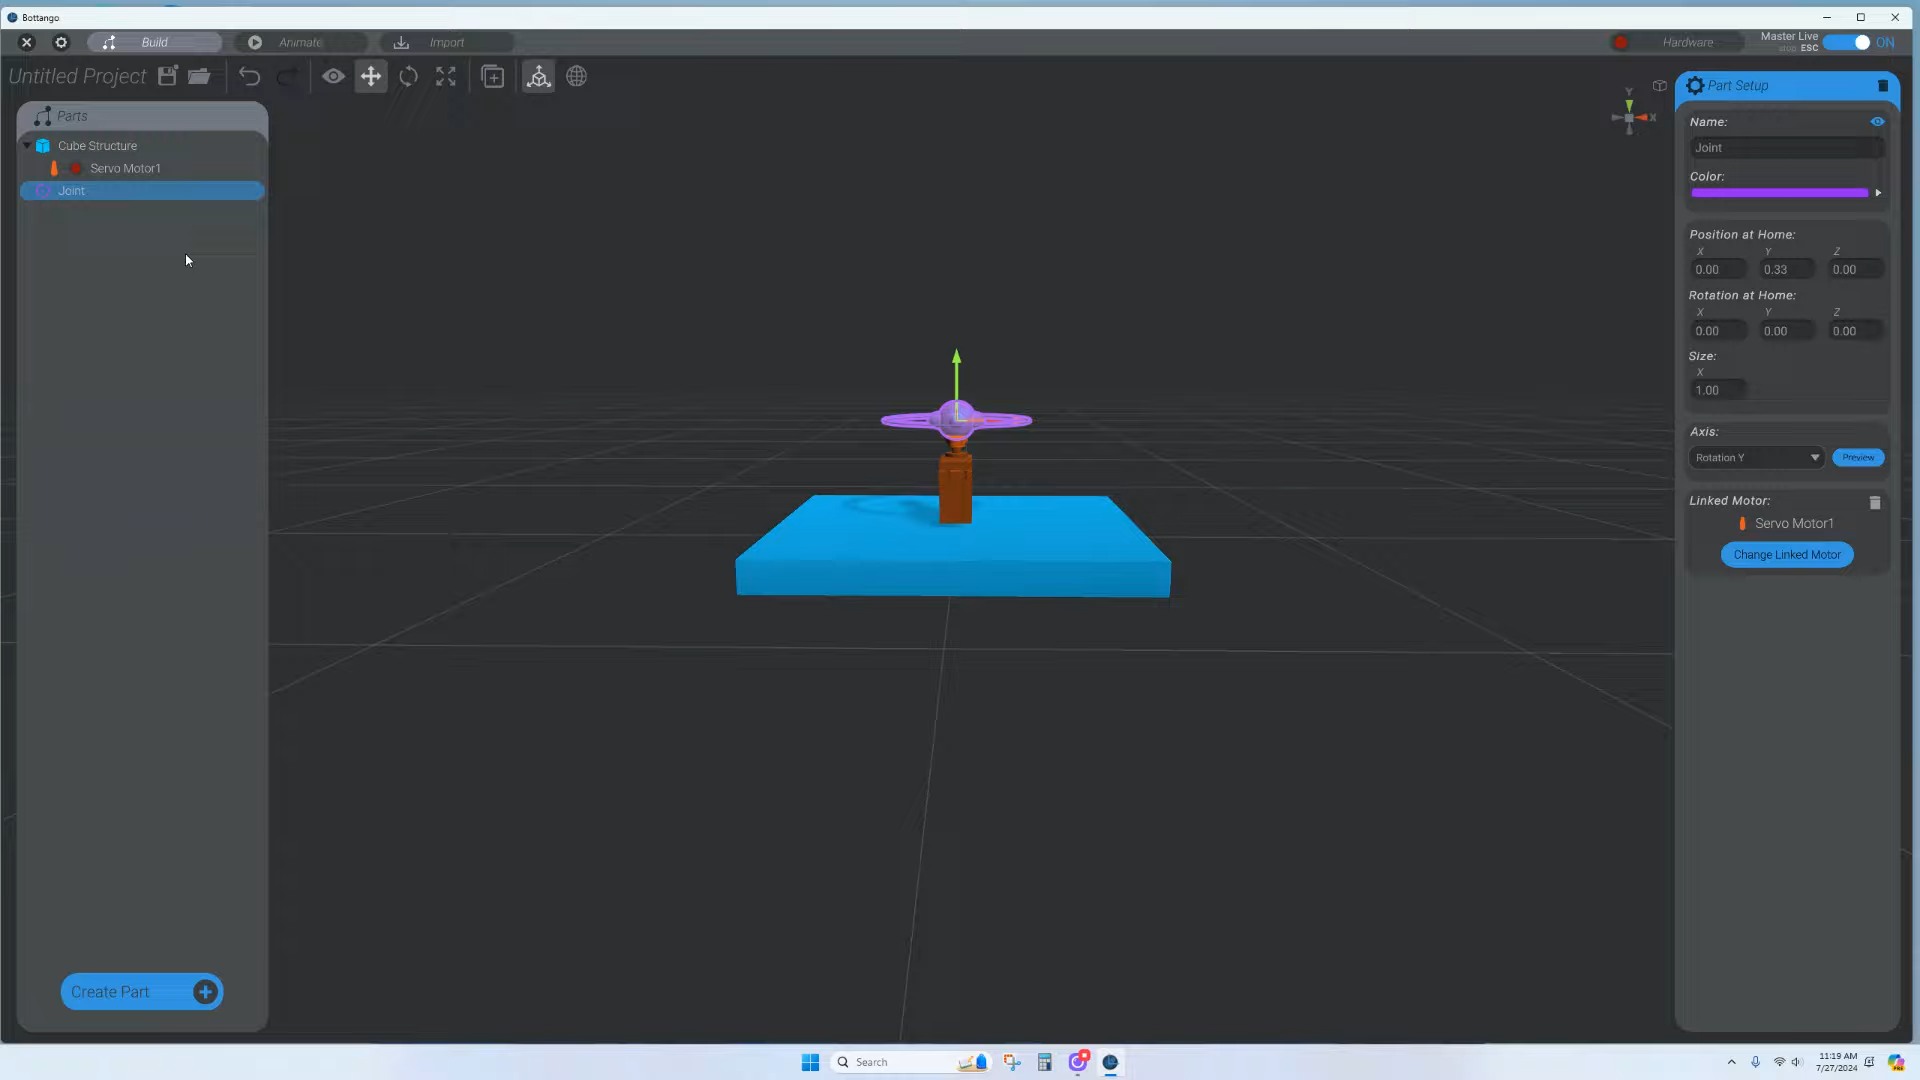 Bottango
Build
Animate
Import
Hardware
Master Live
stop ESC
ON
Untitled Project
Parts
Cube Structure
Servo Motor1
Joint
Create Part
Y
X
Part Setup
Name:
Joint
Color:
Position at Home:
X Y Z
0.00 0.33 0.00
Rotation at Home:
X Y Z
0.00 0.00 0.00
Size:
X
1.00
Axis:
Rotation Y
Preview
Linked Motor:
Servo Motor1
Change Linked Motor
Search
11:19 AM
7/27/2024